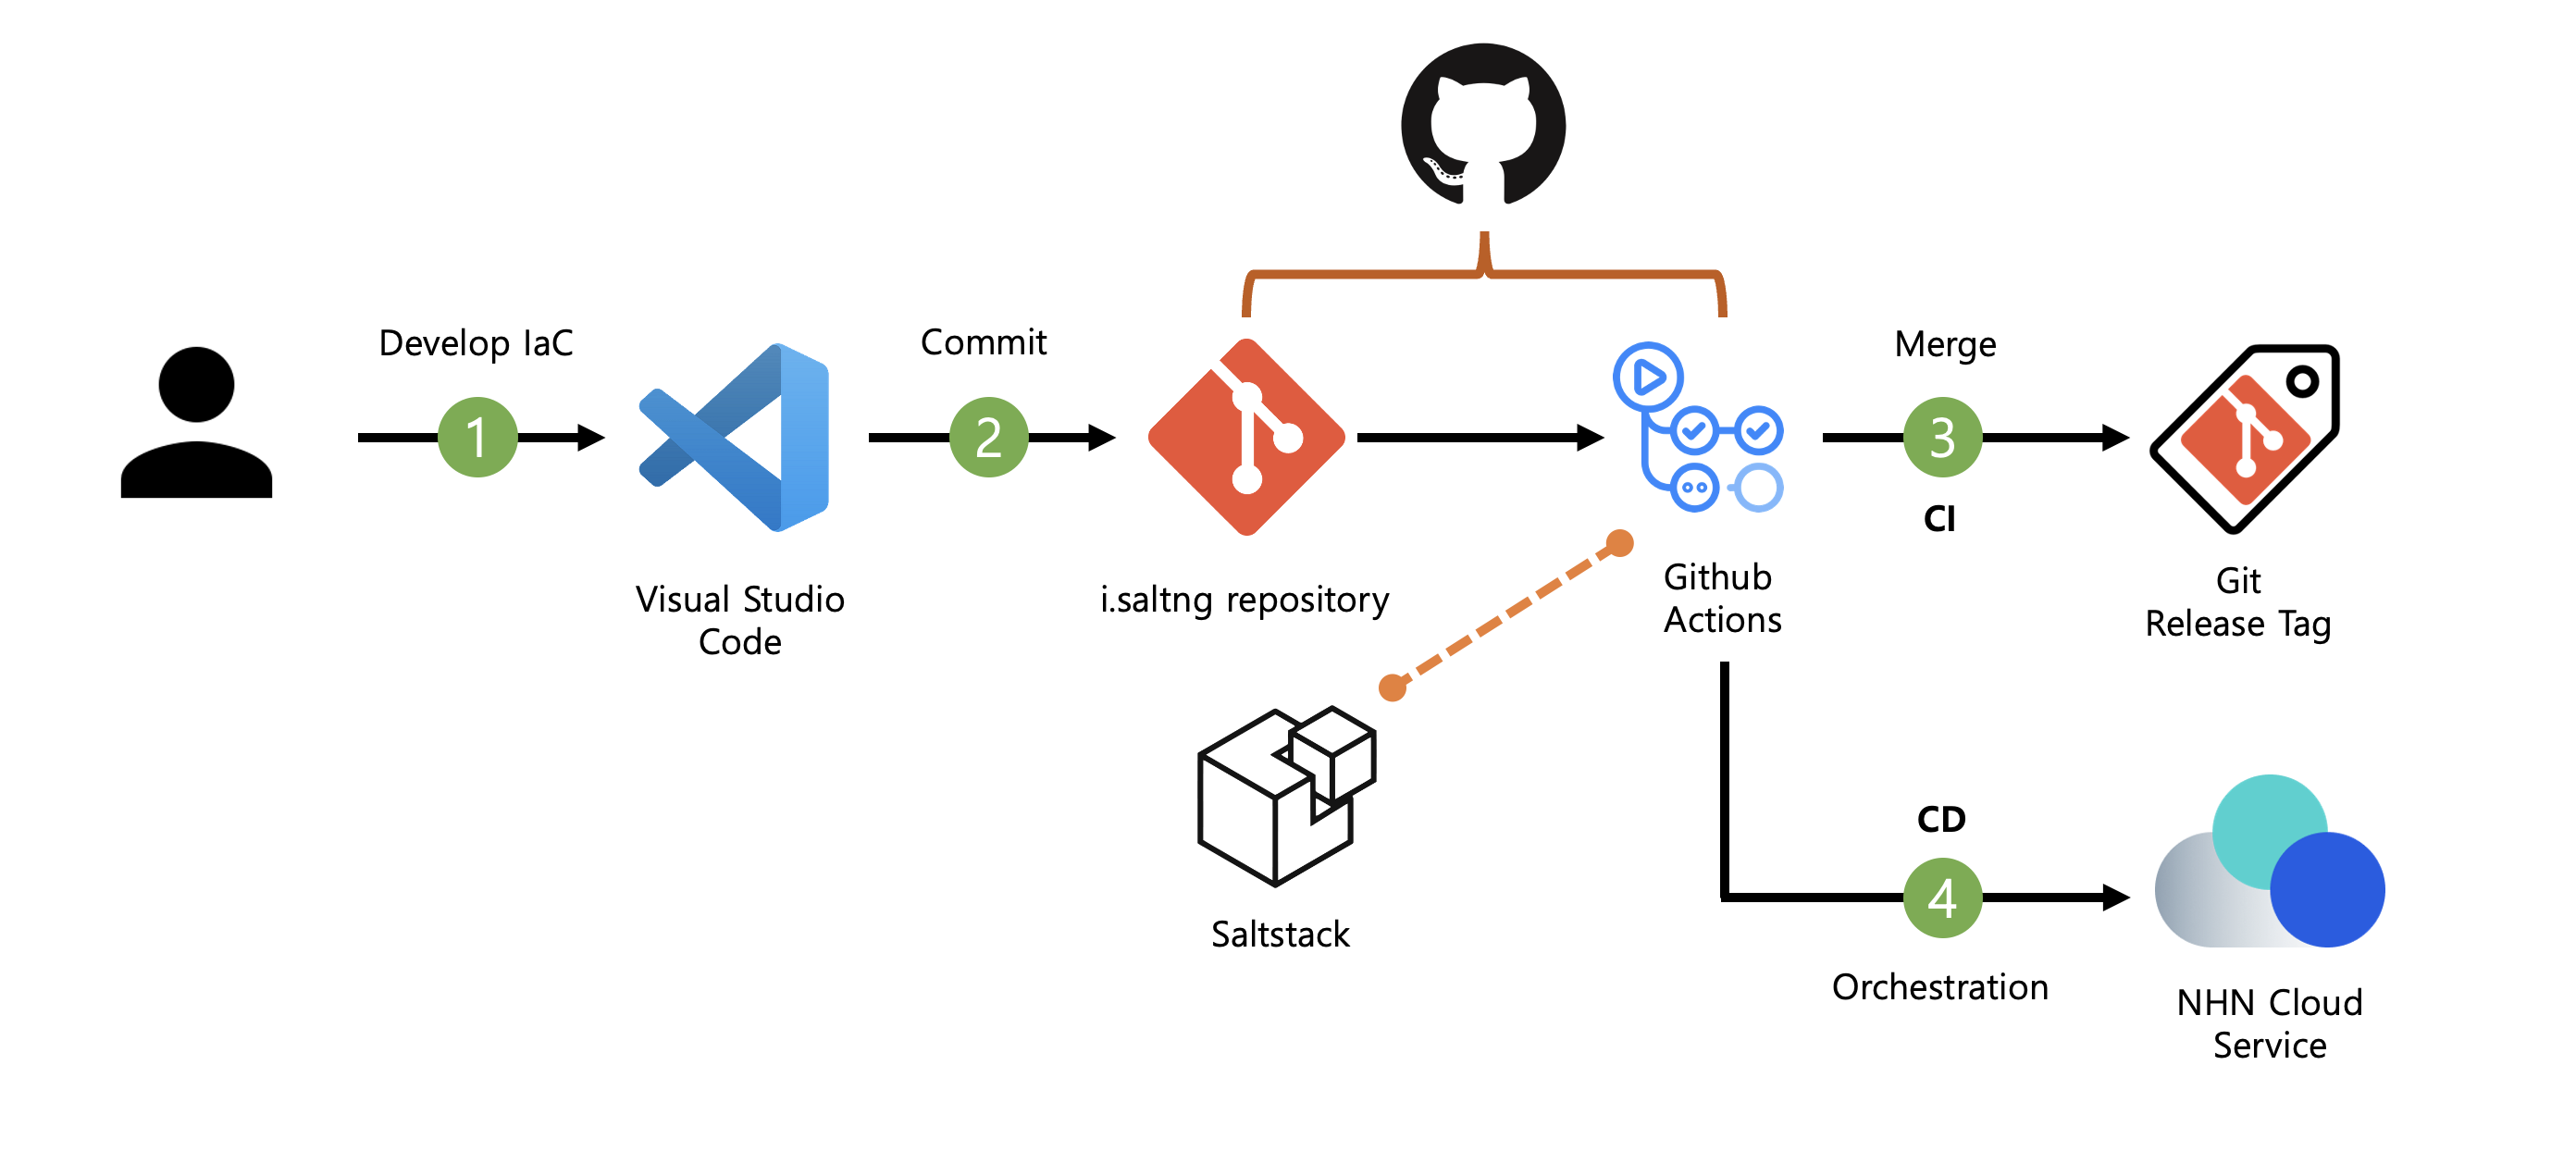 Develop IaC
1
Visual Studio
Code
Commit
2
i.saltng repository
Github
Actions
Merge
3
CI
Git
Release Tag
Saltstack
CD
4
Orchestration
NHN Cloud
Service